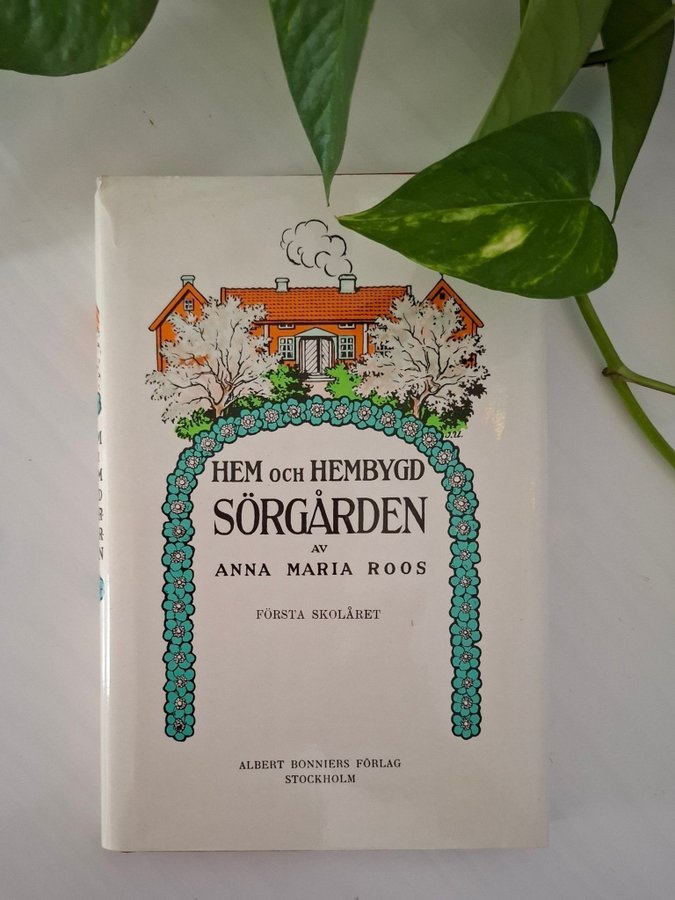 HEM OCH HEMBYGD
SÖRGÅRDEN
AV
ANNA MARIA ROOS
FÖRSTA SKOLÅRET
ALBERT BONNIERS FÖRLAG
STOCKHOLM